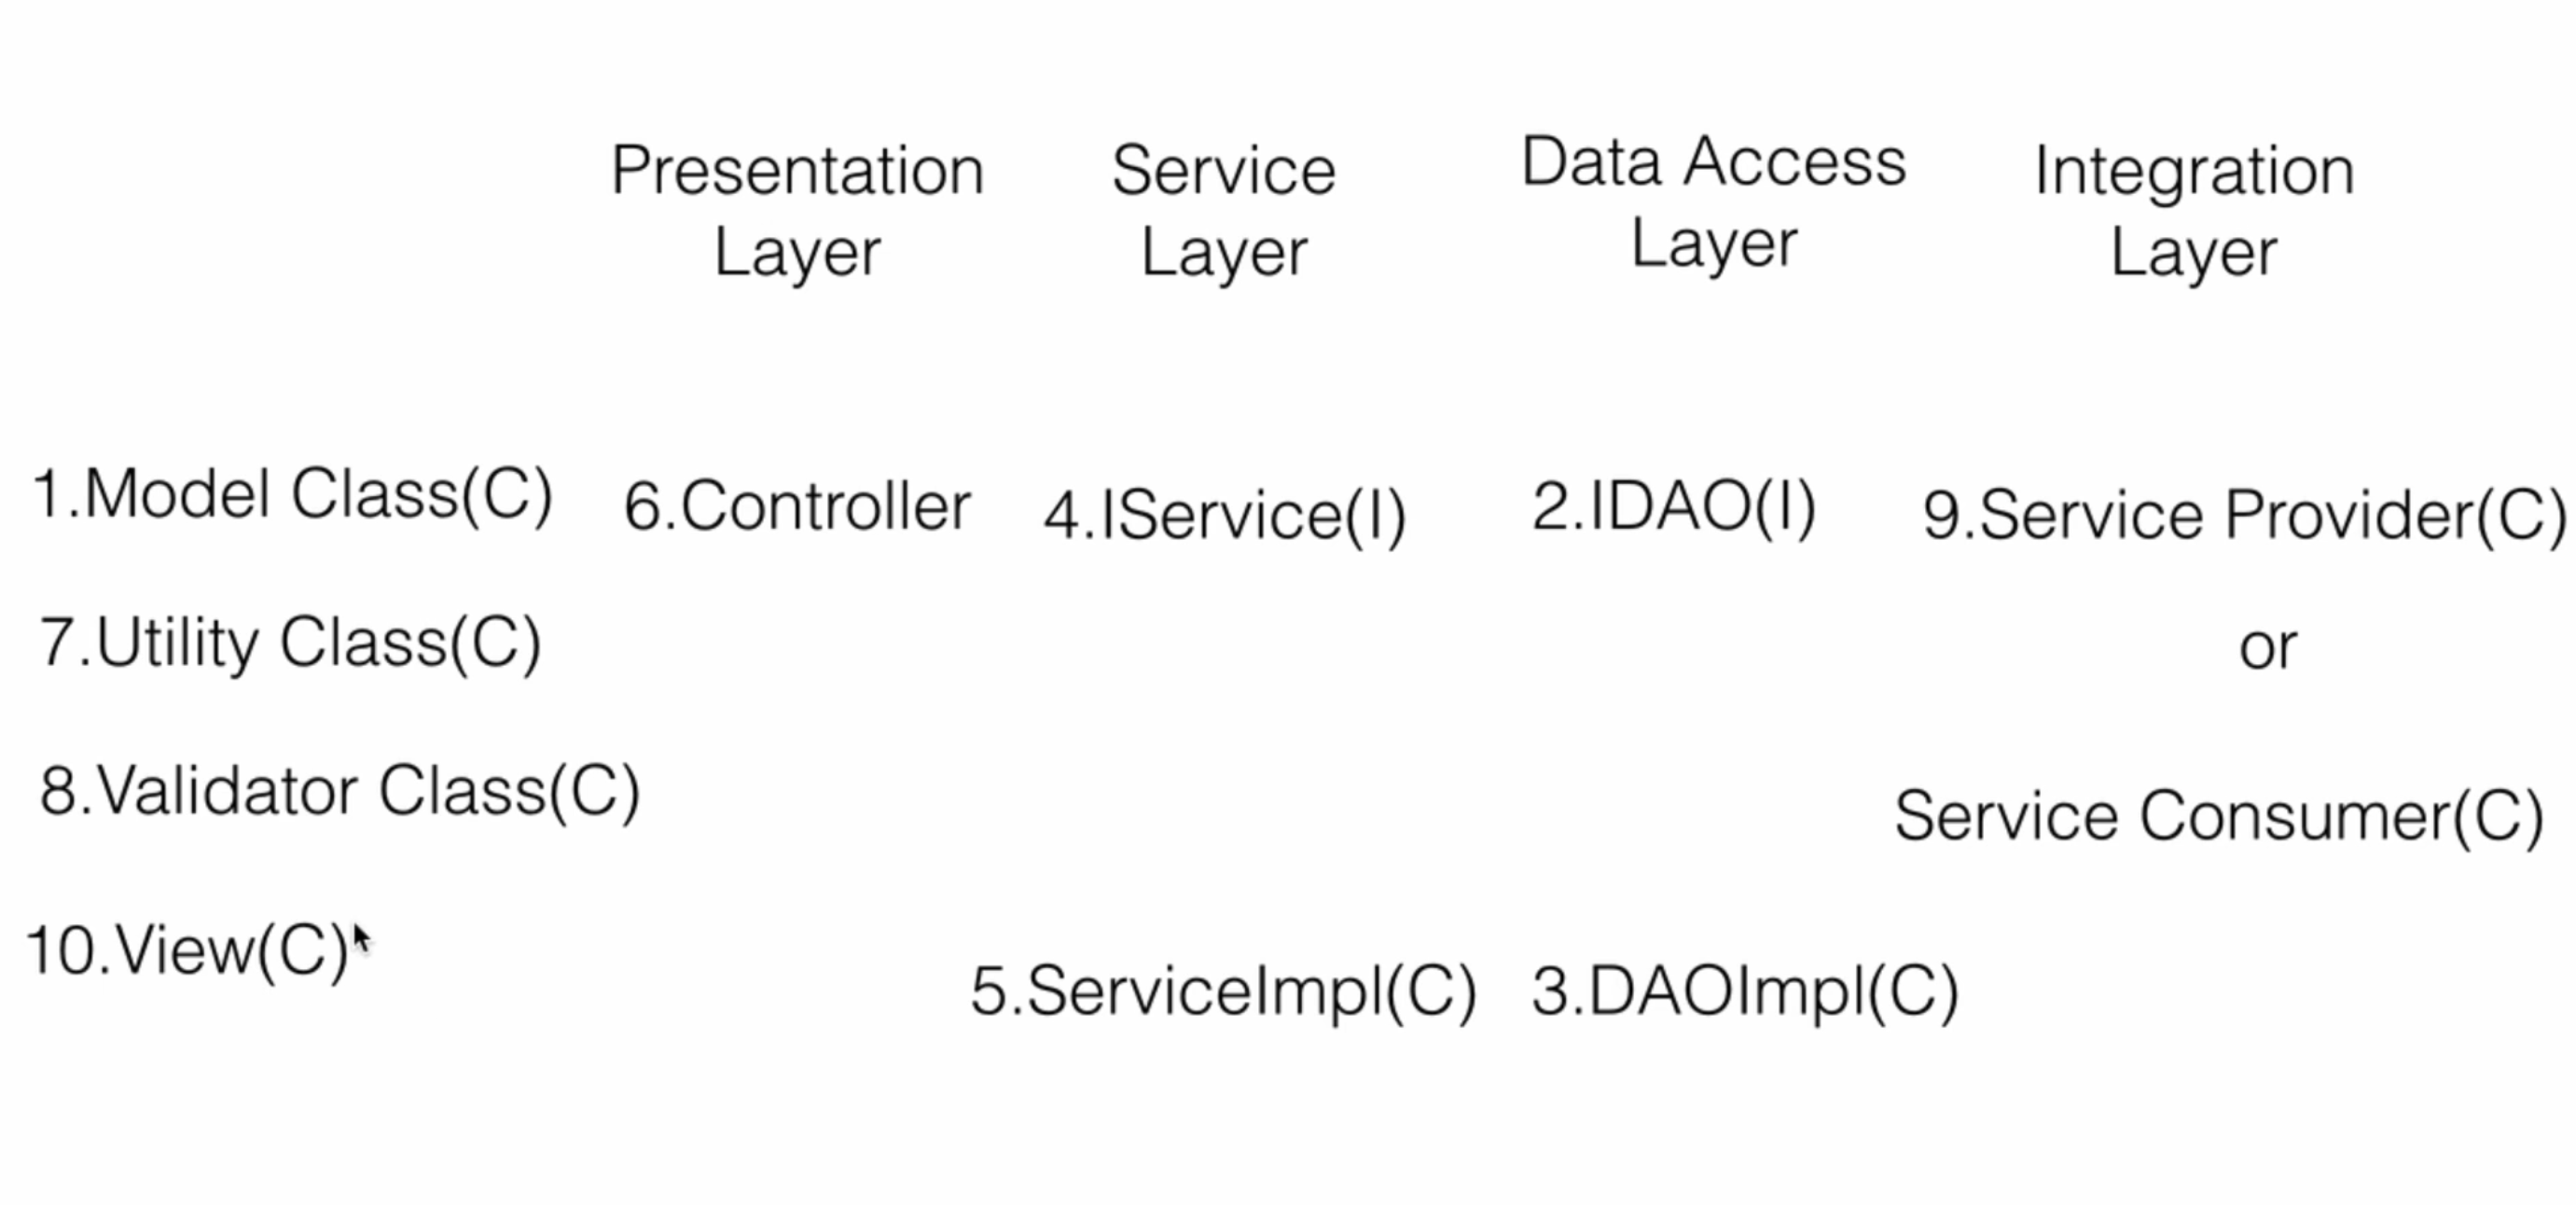 Presentation
Layer
Service
Layer
Data Access
Layer
Integration
Layer
1.Model Class(C)
6.Controller
4.IService(I)
2.IDAO(I)
9.Service Provider(C)
7.Utility Class(C)
or
8.Validator Class(C)
Service Consumer(C)
10.View(C)
5.ServiceImpl(C)
3.DAOImpl(C)